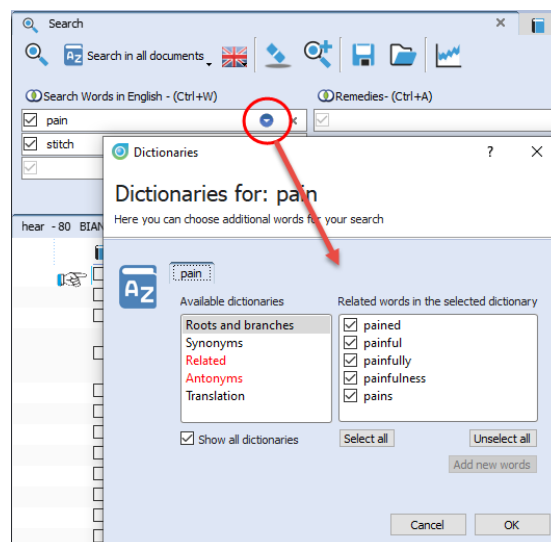 Search
Search in all documents
Search Words in English - (Ctrl+W)
Remedies- (Ctrl+A)
pain
stitch
Dictionaries
Dictionaries for: pain
Here you can choose additional words for your search
hear - 80 BIAN
pain
AZ
Available dictionaries
Related words in the selected dictionary
Roots and branches
Synonyms
Related
Antonyms
Translation
pained
painful
painfully
painfulness
pains
Show all dictionaries
Select all
Unselect all
Add new words
Cancel
OK